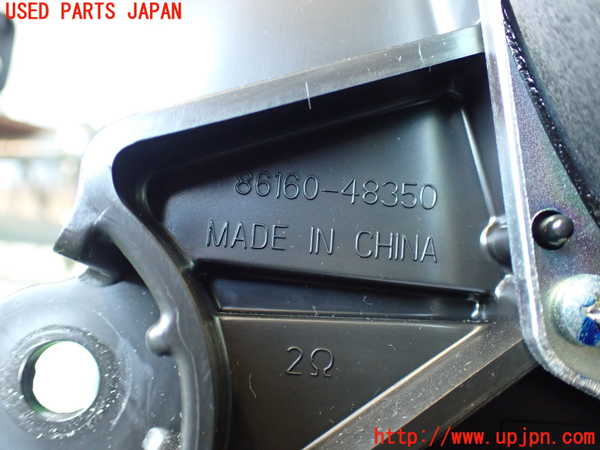 USED PARTS JAPAN
86160-48350
MADE IN CHINA
2Ω
http://www.upjpn.com